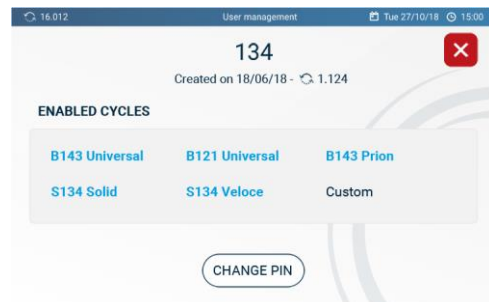 16.012 User management Tue 27/10/18 15:00
134
Created on 18/06/18 - 1.124
ENABLED CYCLES
B143 Universal B121 Universal B143 Prion
S134 Solid S134 Veloce Custom
CHANGE PIN